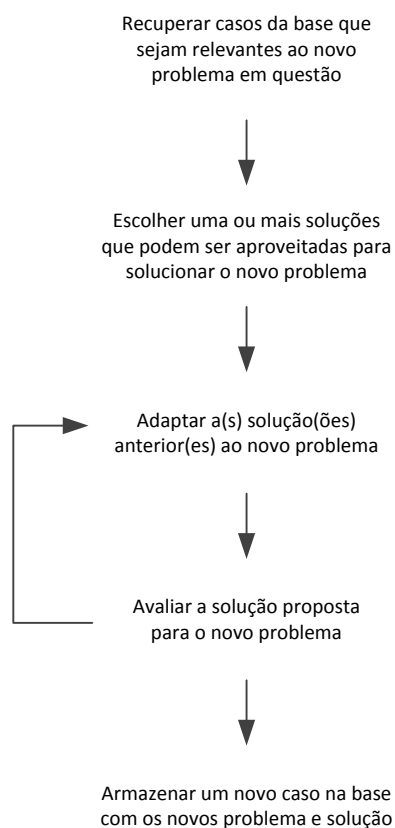 Recuperar casos da base que
sejam relevantes ao novo
problema em questão
Escolher uma ou mais soluções
que podem ser aproveitadas para
solucionar o novo problema
Adaptar a(s) solução(ões)
anterior(es) ao novo problema
Avaliar a solução proposta
para o novo problema
Armazenar um novo caso na base
com os novos problema e solução